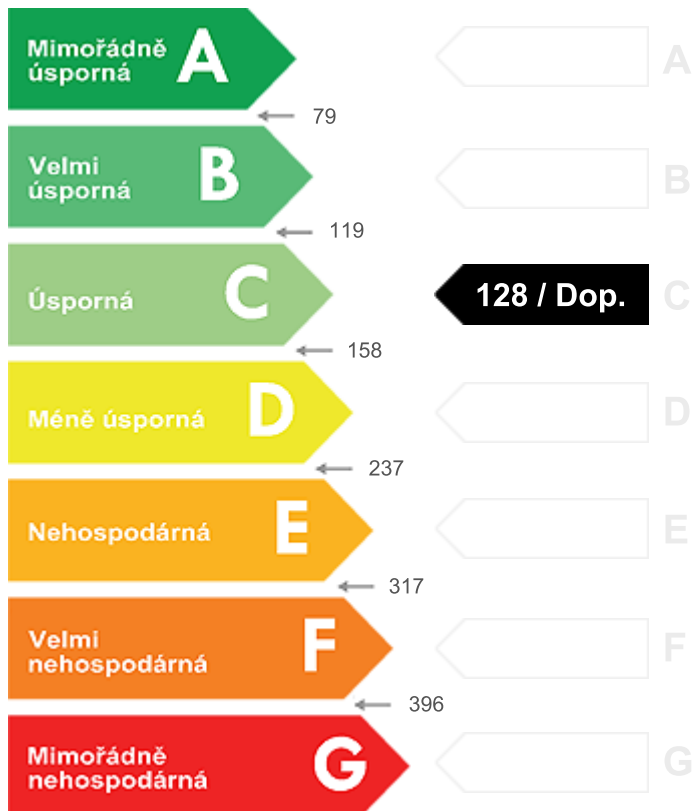 Mimořádně
úsporná
A
A
79
Velmi
úsporná
B
B
119
Úsporná
C
128 / Dop.
C
158
Méně úsporná
D
D
237
Nehospodárná
E
E
317
Velmi
nehospodárná
F
F
396
Mimořádně
nehospodárná
G
G